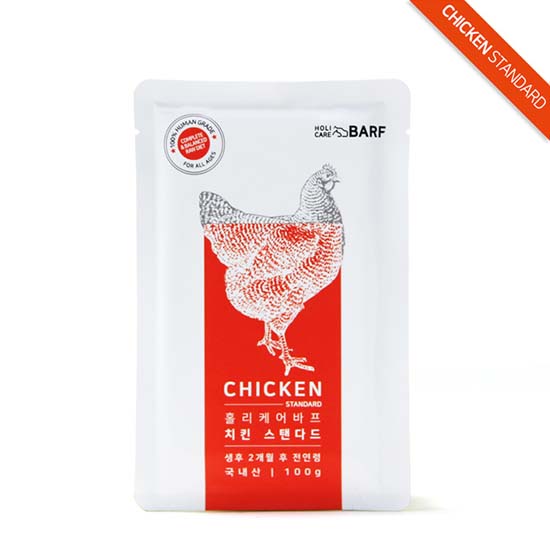 CHICKEN STANDARD
100% HUMAN GRADE
COMPLETE
& BALANCED
RAW DIET
FOR ALL AGES
HOLI
CARE BARF
CHICKEN
STANDARD
홀리케어바프
치킨 스탠다드
생후 2개월 후 전연령
국내산 | 100g